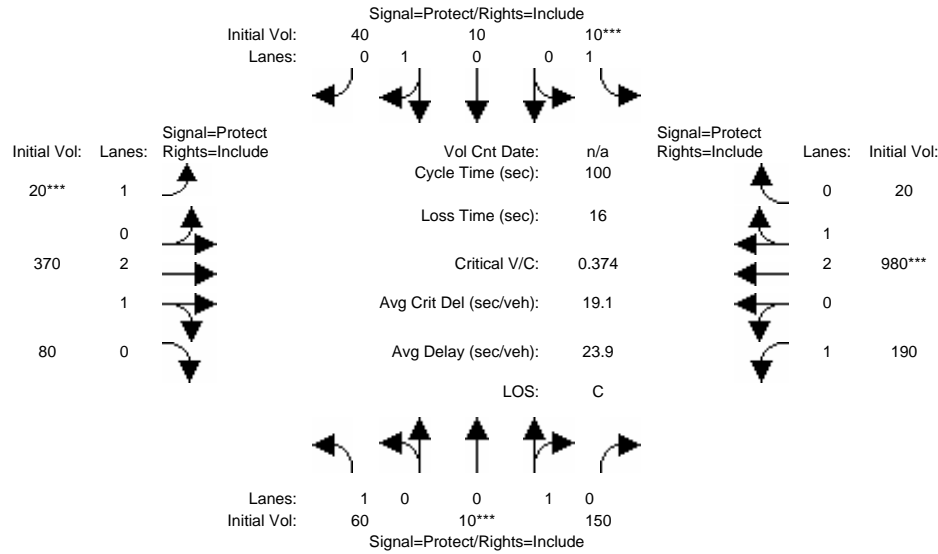 Signal=Protect/Rights=Include
Initial Vol: 40 10 10***
Lanes: 0 1 0 0 1
Signal=Protect Signal=Protect
Initial Vol: Lanes: Rights=Include Vol Cnt Date: n/a Rights=Include Lanes: Initial Vol:
Cycle Time (sec): 100
20*** 1 0 20
Loss Time (sec): 16
0 1
370 2 Critical V/C: 0.374 2 980***
1 Avg Crit Del (sec/veh): 19.1 0
80 0 Avg Delay (sec/veh): 23.9 1 190
LOS: C
Lanes: 1 0 0 1 0
Initial Vol: 60 10*** 150
Signal=Protect/Rights=Include